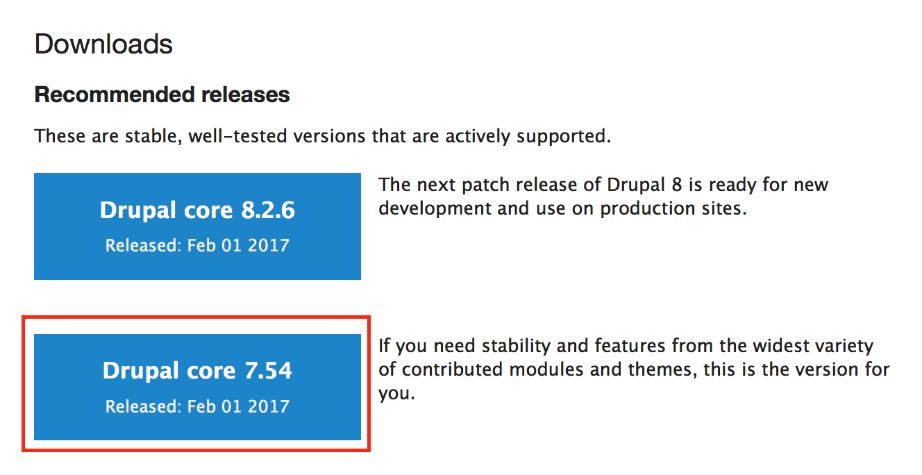 Downloads
Recommended releases
These are stable, well-tested versions that are actively supported.
Drupal core 8.2.6
Released: Feb 01 2017
The next patch release of Drupal 8 is ready for new
development and use on production sites.
Drupal core 7.54
Released: Feb 01 2017
If you need stability and features from the widest variety
of contributed modules and themes, this is the version for
you.